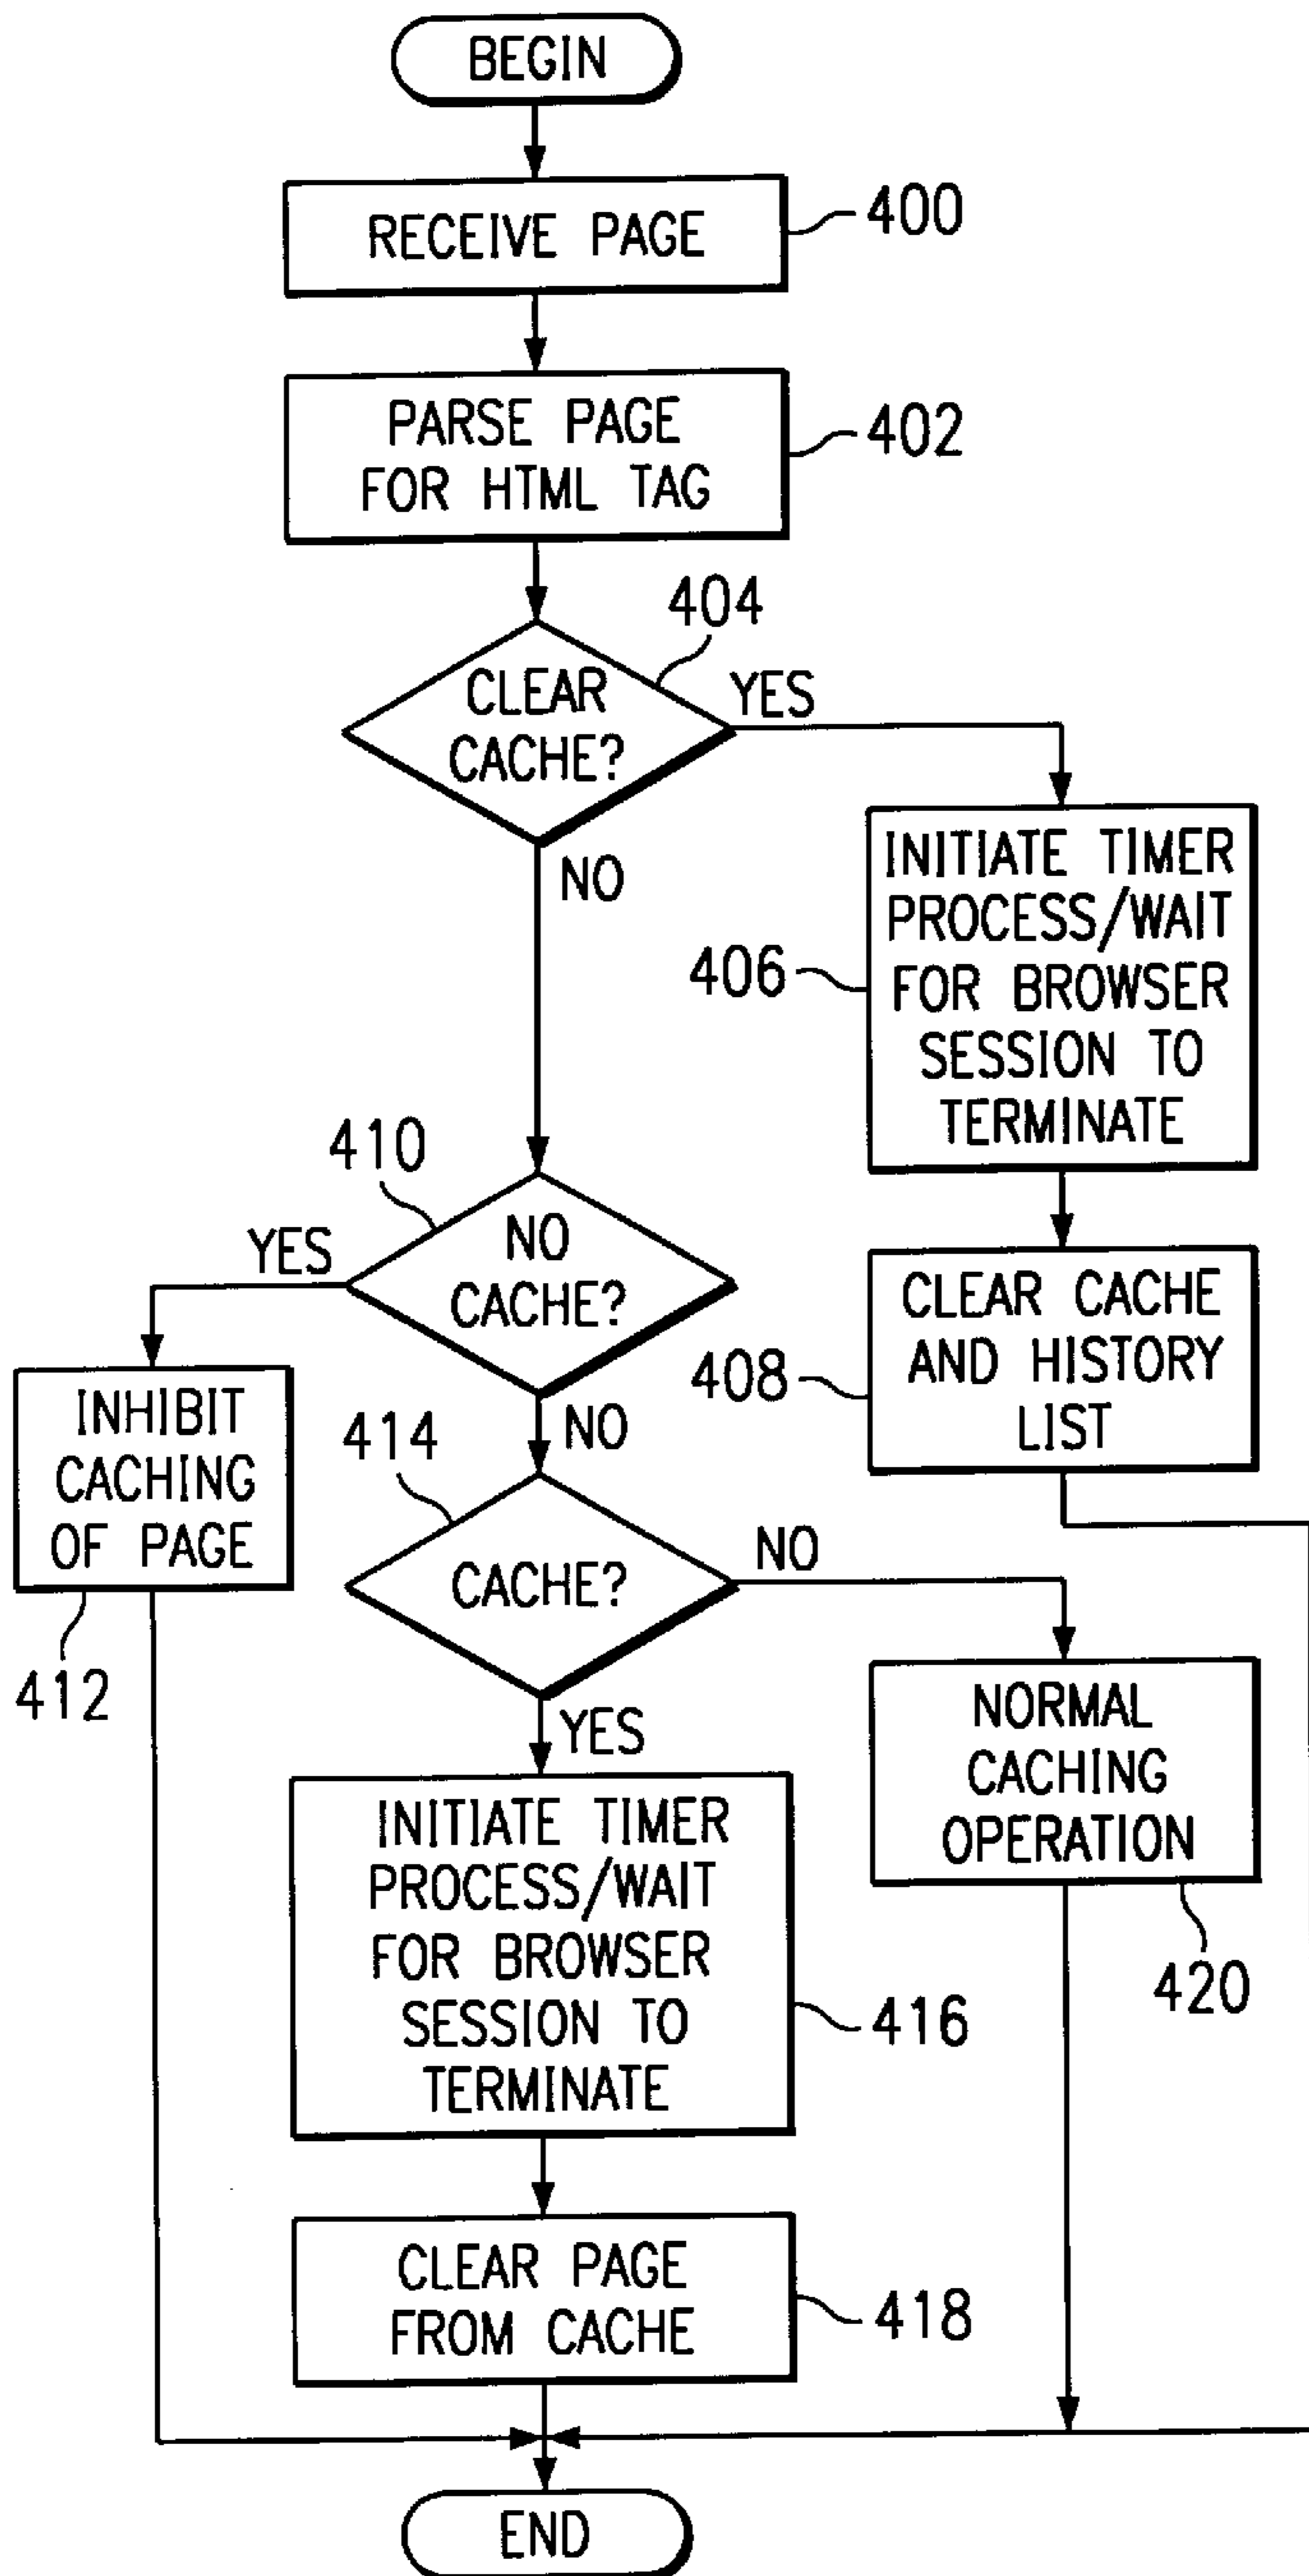 BEGIN
RECEIVE PAGE
400
PARSE PAGE
FOR HTML TAG
402
404
CLEAR
CACHE?
YES
NO
INITIATE TIMER
PROCESS/WAIT
FOR BROWSER
SESSION TO
TERMINATE
406
410
NO
CACHE?
YES
NO
CLEAR CACHE
AND HISTORY
LIST
408
INHIBIT
CACHING
OF PAGE
412
414
CACHE?
NO
YES
NORMAL
CACHING
OPERATION
420
INITIATE TIMER
PROCESS/WAIT
FOR BROWSER
SESSION TO
TERMINATE
416
CLEAR PAGE
FROM CACHE
418
END